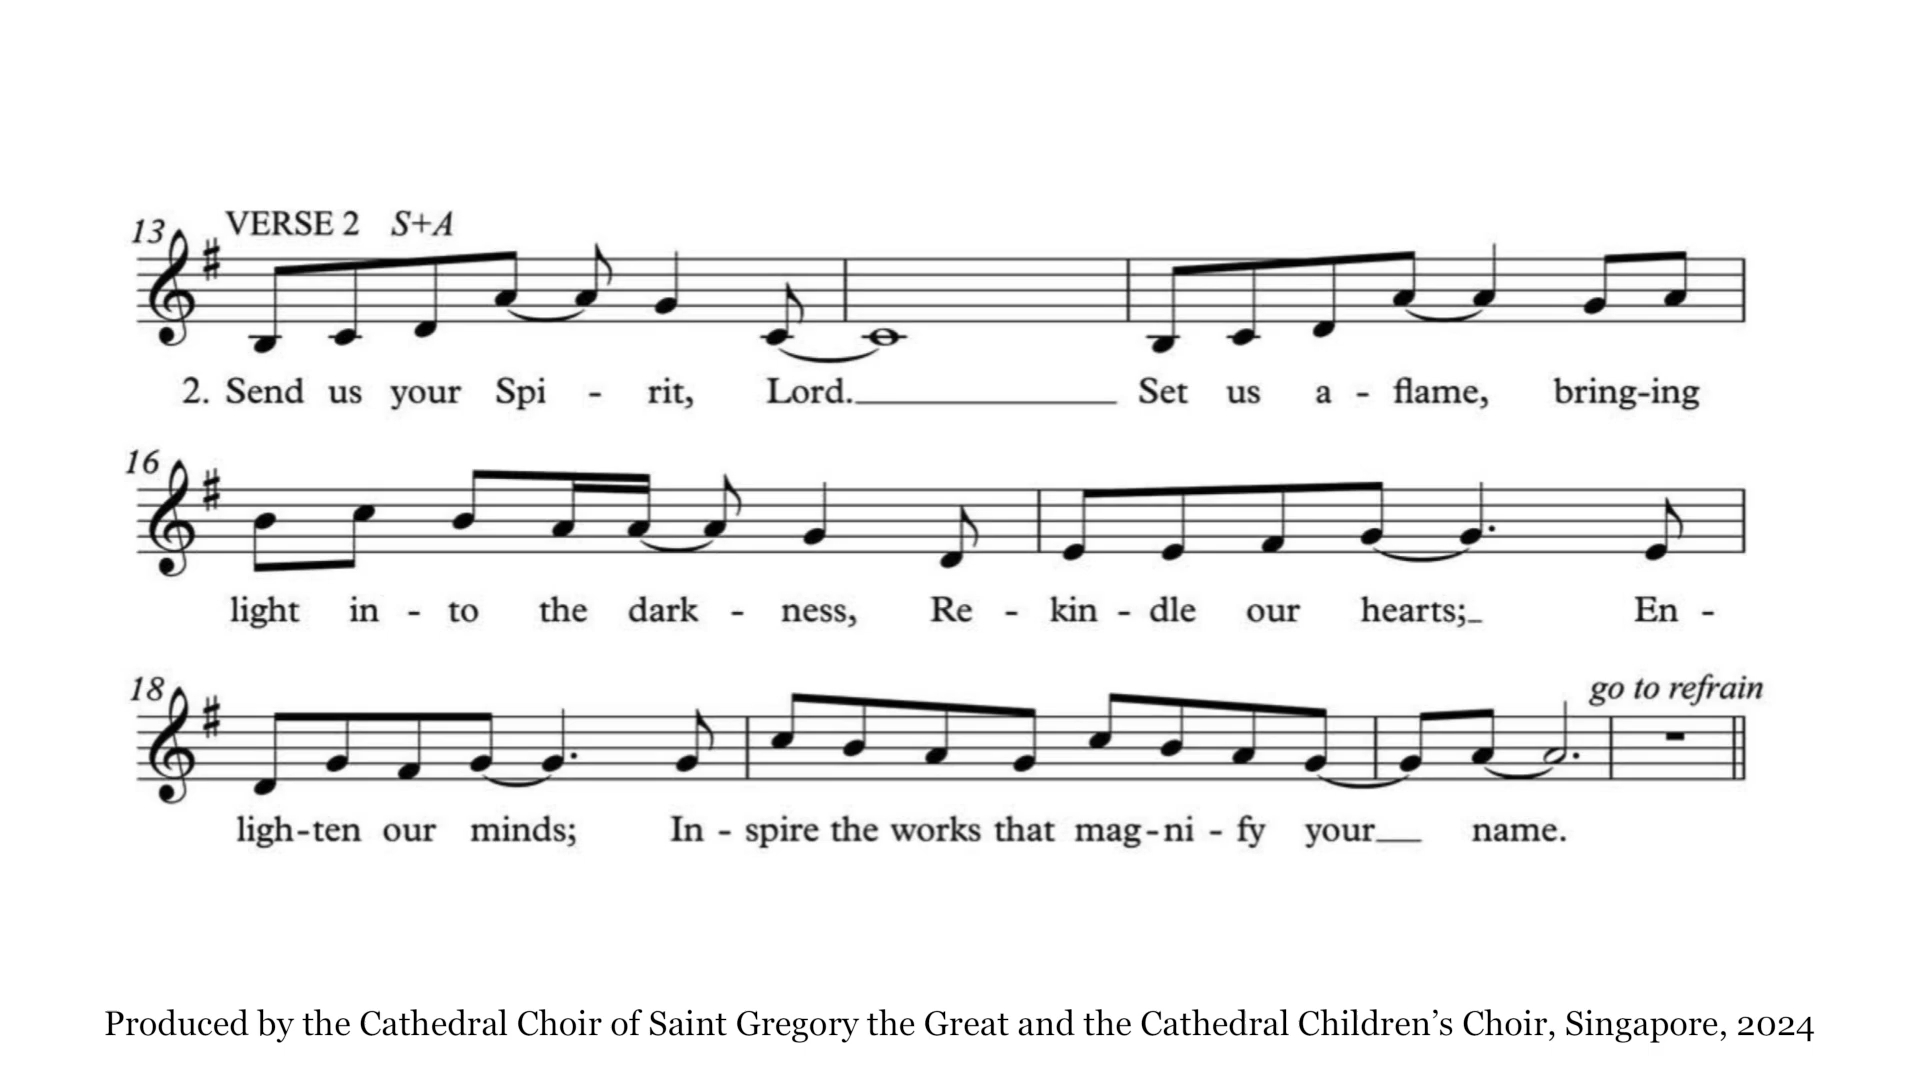 13 VERSE 2 S+A
2. Send us your Spi - rit, Lord. Set us a - flame, bring-ing
16
light in - to the dark - ness, Re - kin - dle our hearts; En -
18 go to refrain
ligh-ten our minds; In - spire the works that mag-ni - fy your name.
Produced by the Cathedral Choir of Saint Gregory the Great and the Cathedral Children’s Choir, Singapore, 2024